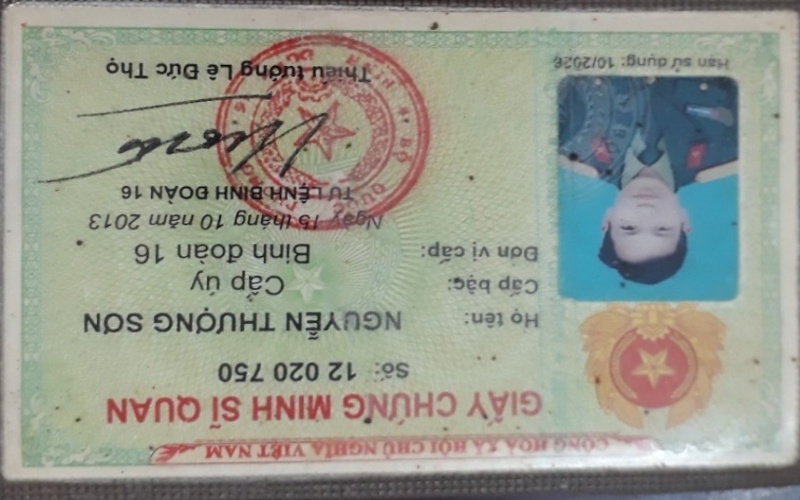 CỘNG HOÀ XÃ HỘI CHỦ NGHĨA VIỆT NAM
GIẤY CHỨNG MINH SĨ QUAN
Số: 12 020 750
Họ tên: NGUYỄN THƯỢNG SƠN
Cấp bậc: Cấp úy
Đơn vị cấp: Binh đoàn 16
Ngày 15 tháng 10 năm 2013
TƯ LỆNH BINH ĐOÀN 16
Thiếu tướng Lê Đức Thọ
Hạn sử dụng: 10/2026